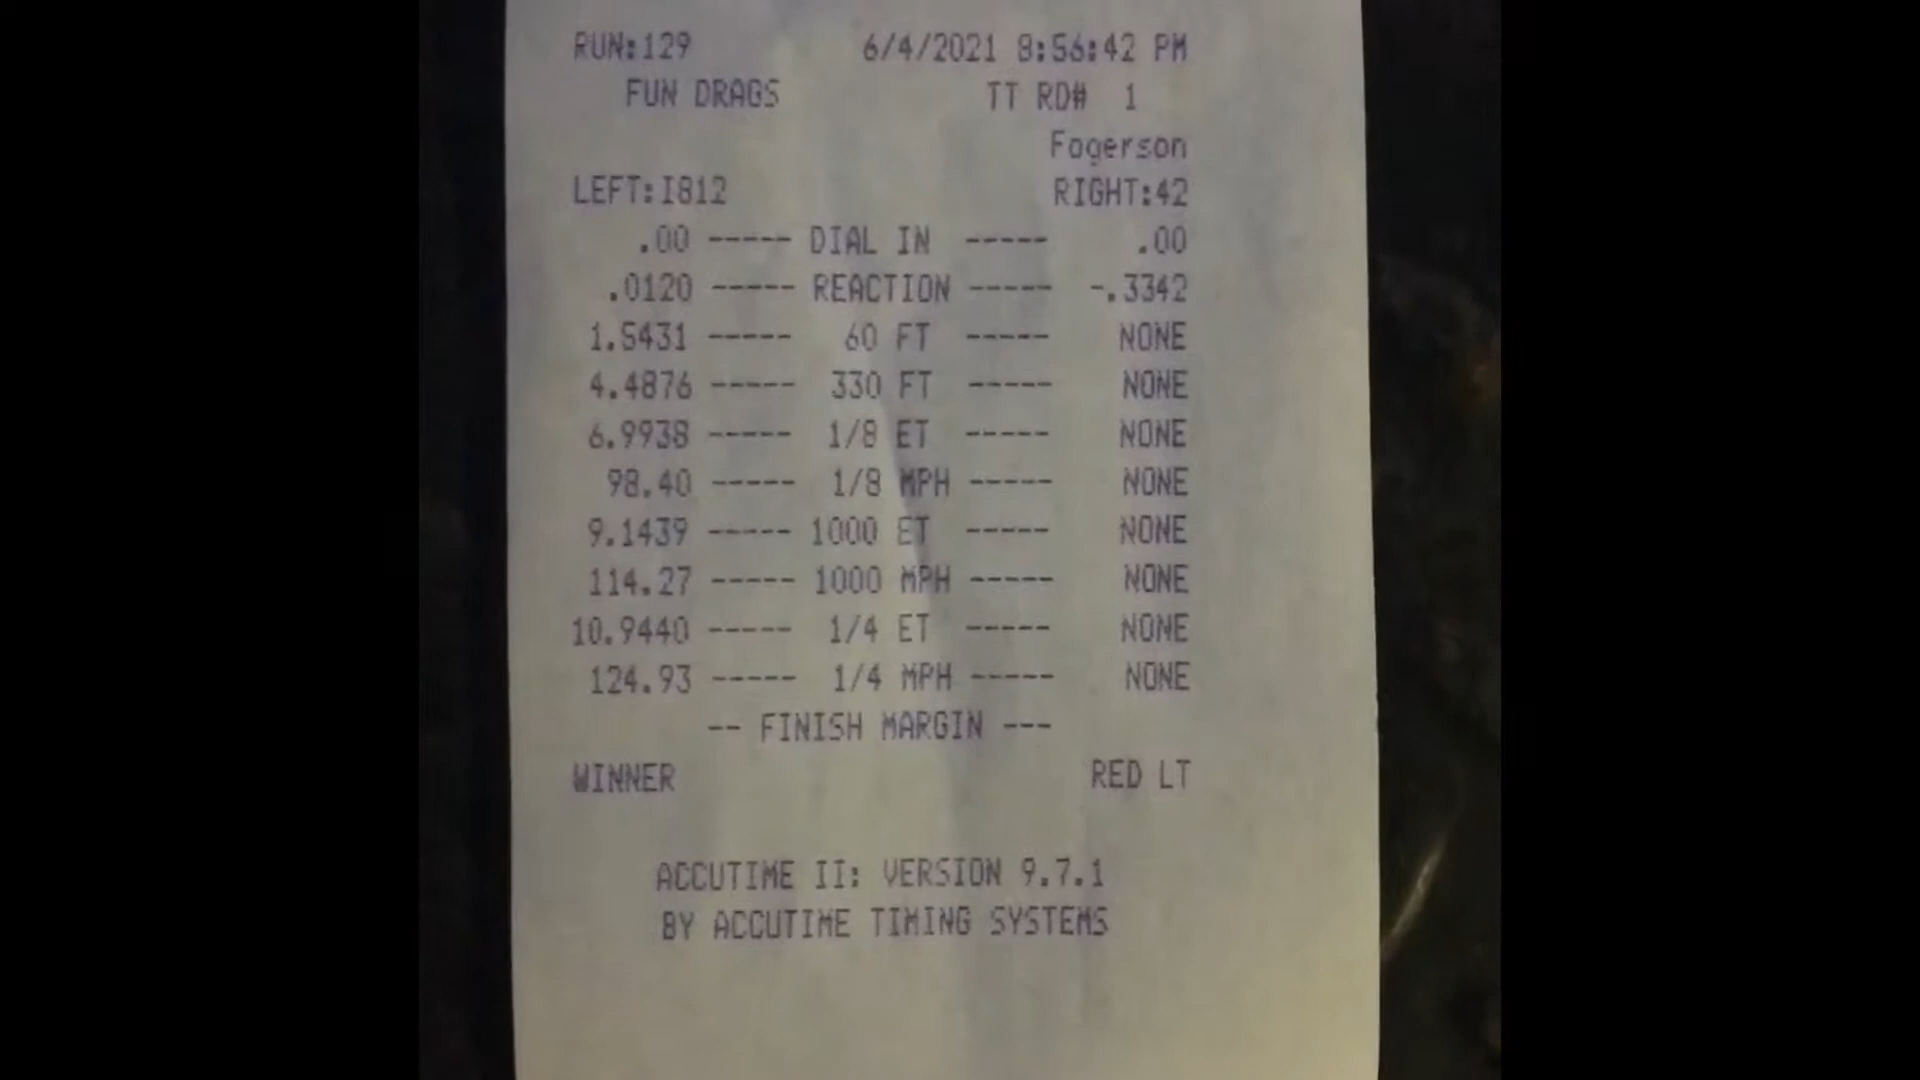 RUN:129 6/4/2021 8:56:42 PM
FUN DRAGS TT RD# 1
Fogerson
LEFT:I812 RIGHT:42
.00 ----- DIAL IN ----- .00
.0120 ----- REACTION ----- -.3342
1.5431 ----- 60 FT ----- NONE
4.4876 ----- 330 FT ----- NONE
6.9938 ----- 1/8 ET ----- NONE
98.40 ----- 1/8 MPH ----- NONE
9.1439 ----- 1000 ET ----- NONE
114.27 ----- 1000 MPH ----- NONE
10.9440 ----- 1/4 ET ----- NONE
124.93 ----- 1/4 MPH ----- NONE
-- FINISH MARGIN ---
WINNER RED LT
ACCUTIME II: VERSION 9.7.1
BY ACCUTIME TIMING SYSTEMS